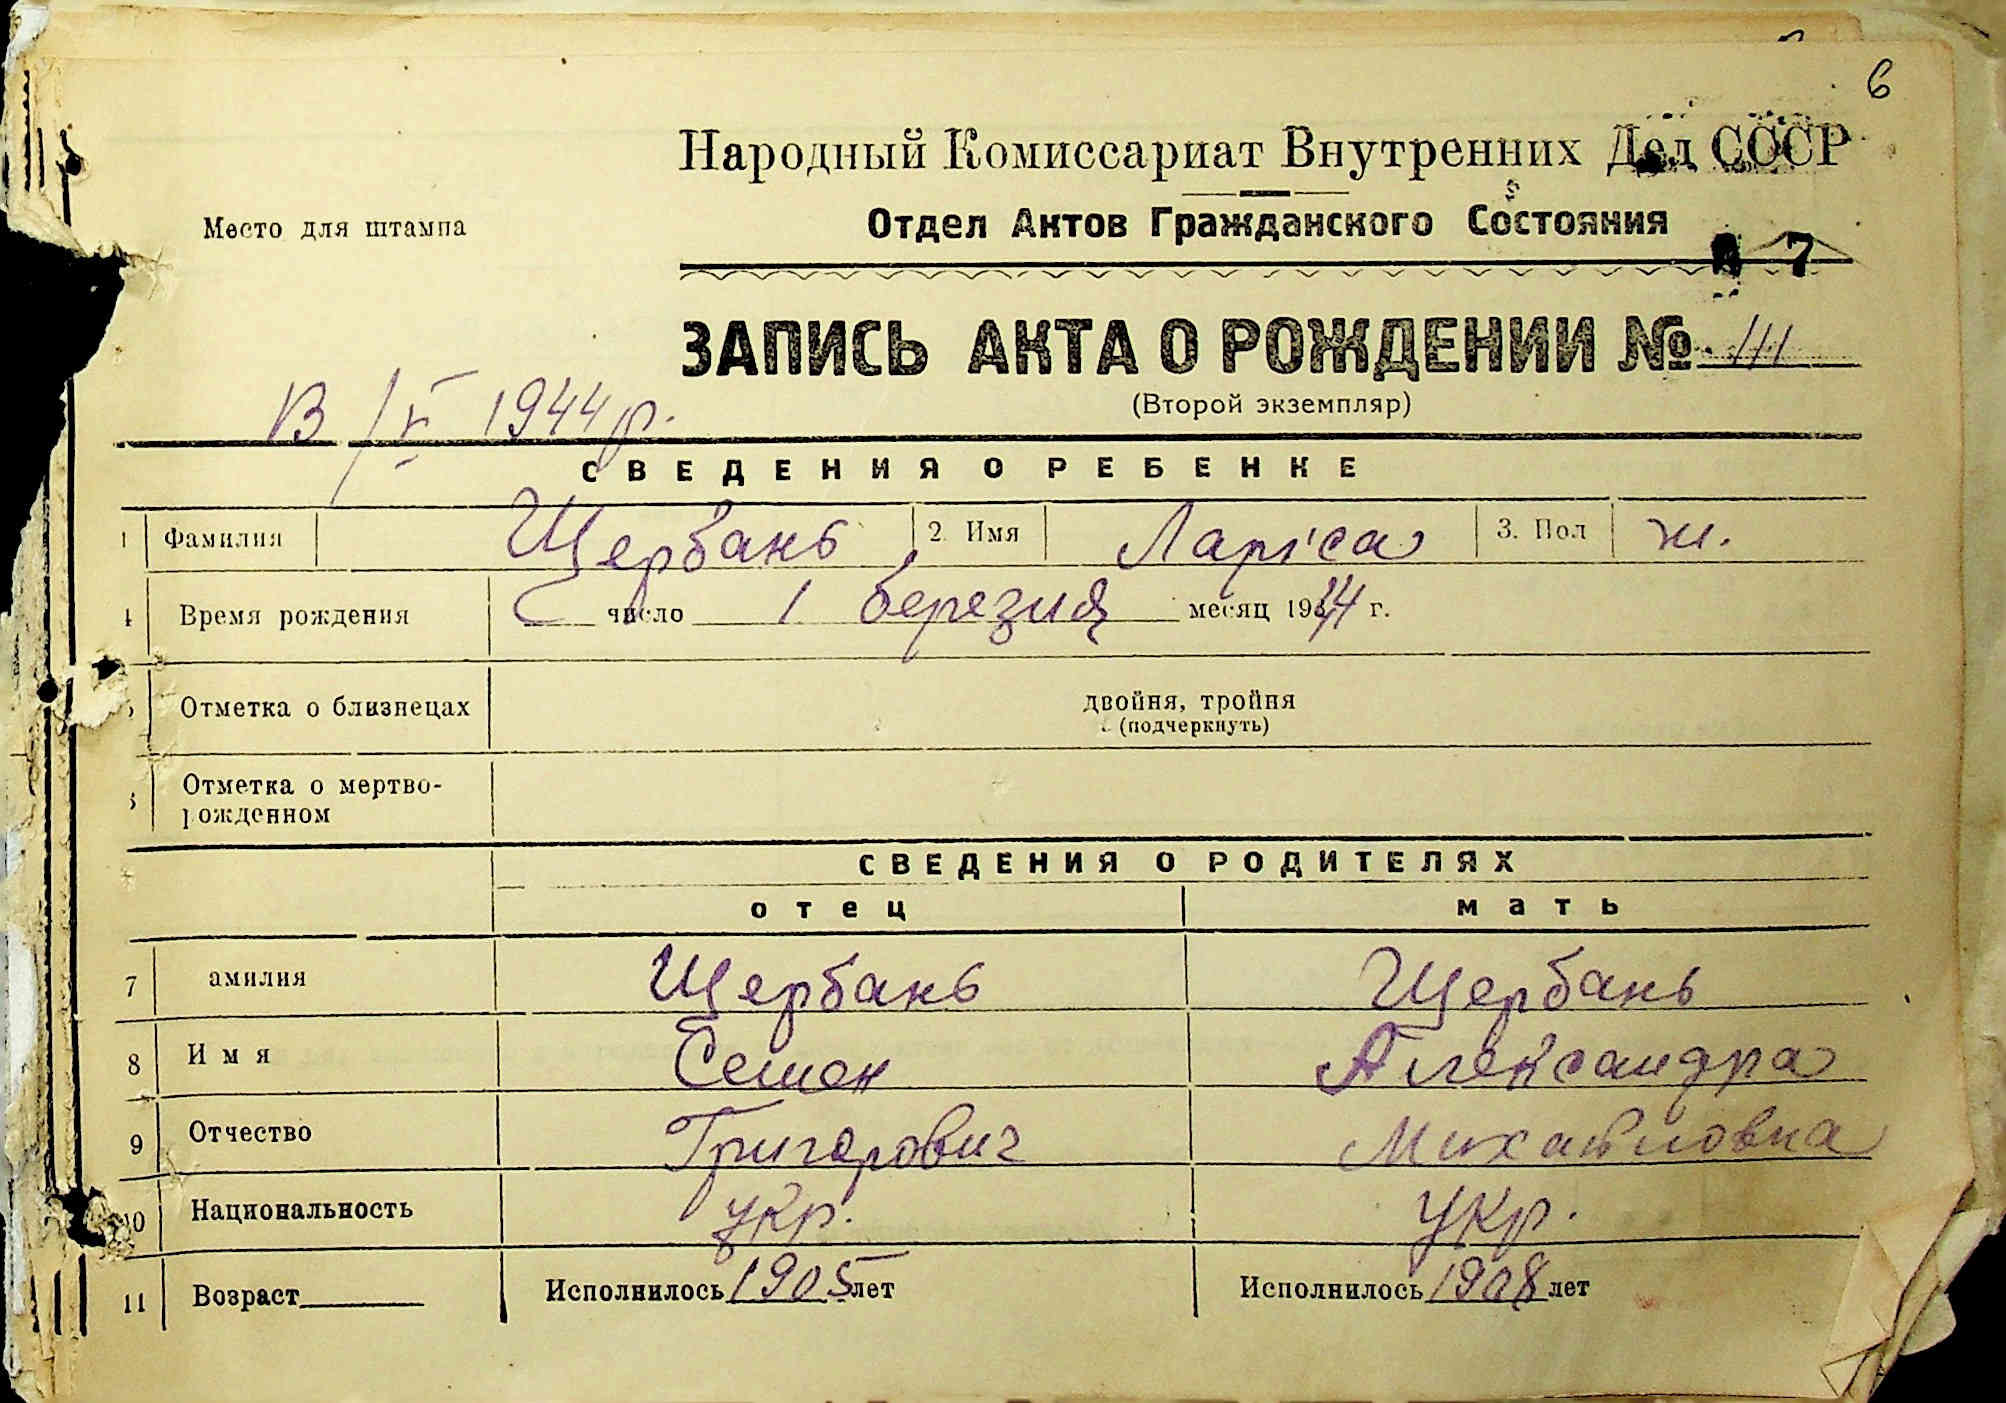 6
Народный Комиссариат Внутренних Дел СССР
Место для штампа
Отдел Актов Гражданского Состояния
7
ЗАПИСЬ АКТА О РОЖДЕНИИ № 111
(Второй экземпляр)
1944 р.
СВЕДЕНИЯ О РЕБЕНКЕ
1 Фамилия Щербань 2. Имя Лариса 3. Пол ж.
4 Время рождения число 1 березня месяц 1944 г.
Отметка о близнецах двойня, тройня
(подчеркнуть)
Отметка о мертво-
рожденном
СВЕДЕНИЯ О РОДИТЕЛЯХ
отец мать
7 амилия Щербань Щербань
8 Имя Семен Александра
9 Отчество Григорович Михайловна
10 Национальность укр. укр.
11 Возраст Исполнилось 1905 лет Исполнилось 1908 лет